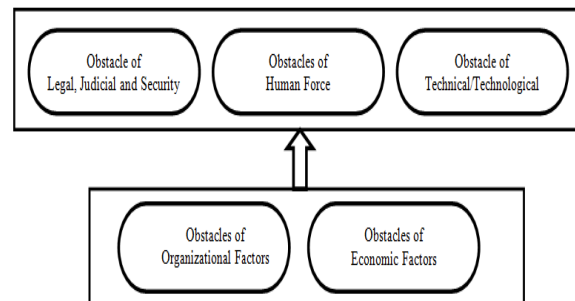 Obstacle of
Legal, Judicial and Security
Obstacles of
Human Force
Obstacle of
Technical/Technological
Obstacles of
Organizational Factors
Obstacles of
Economic Factors